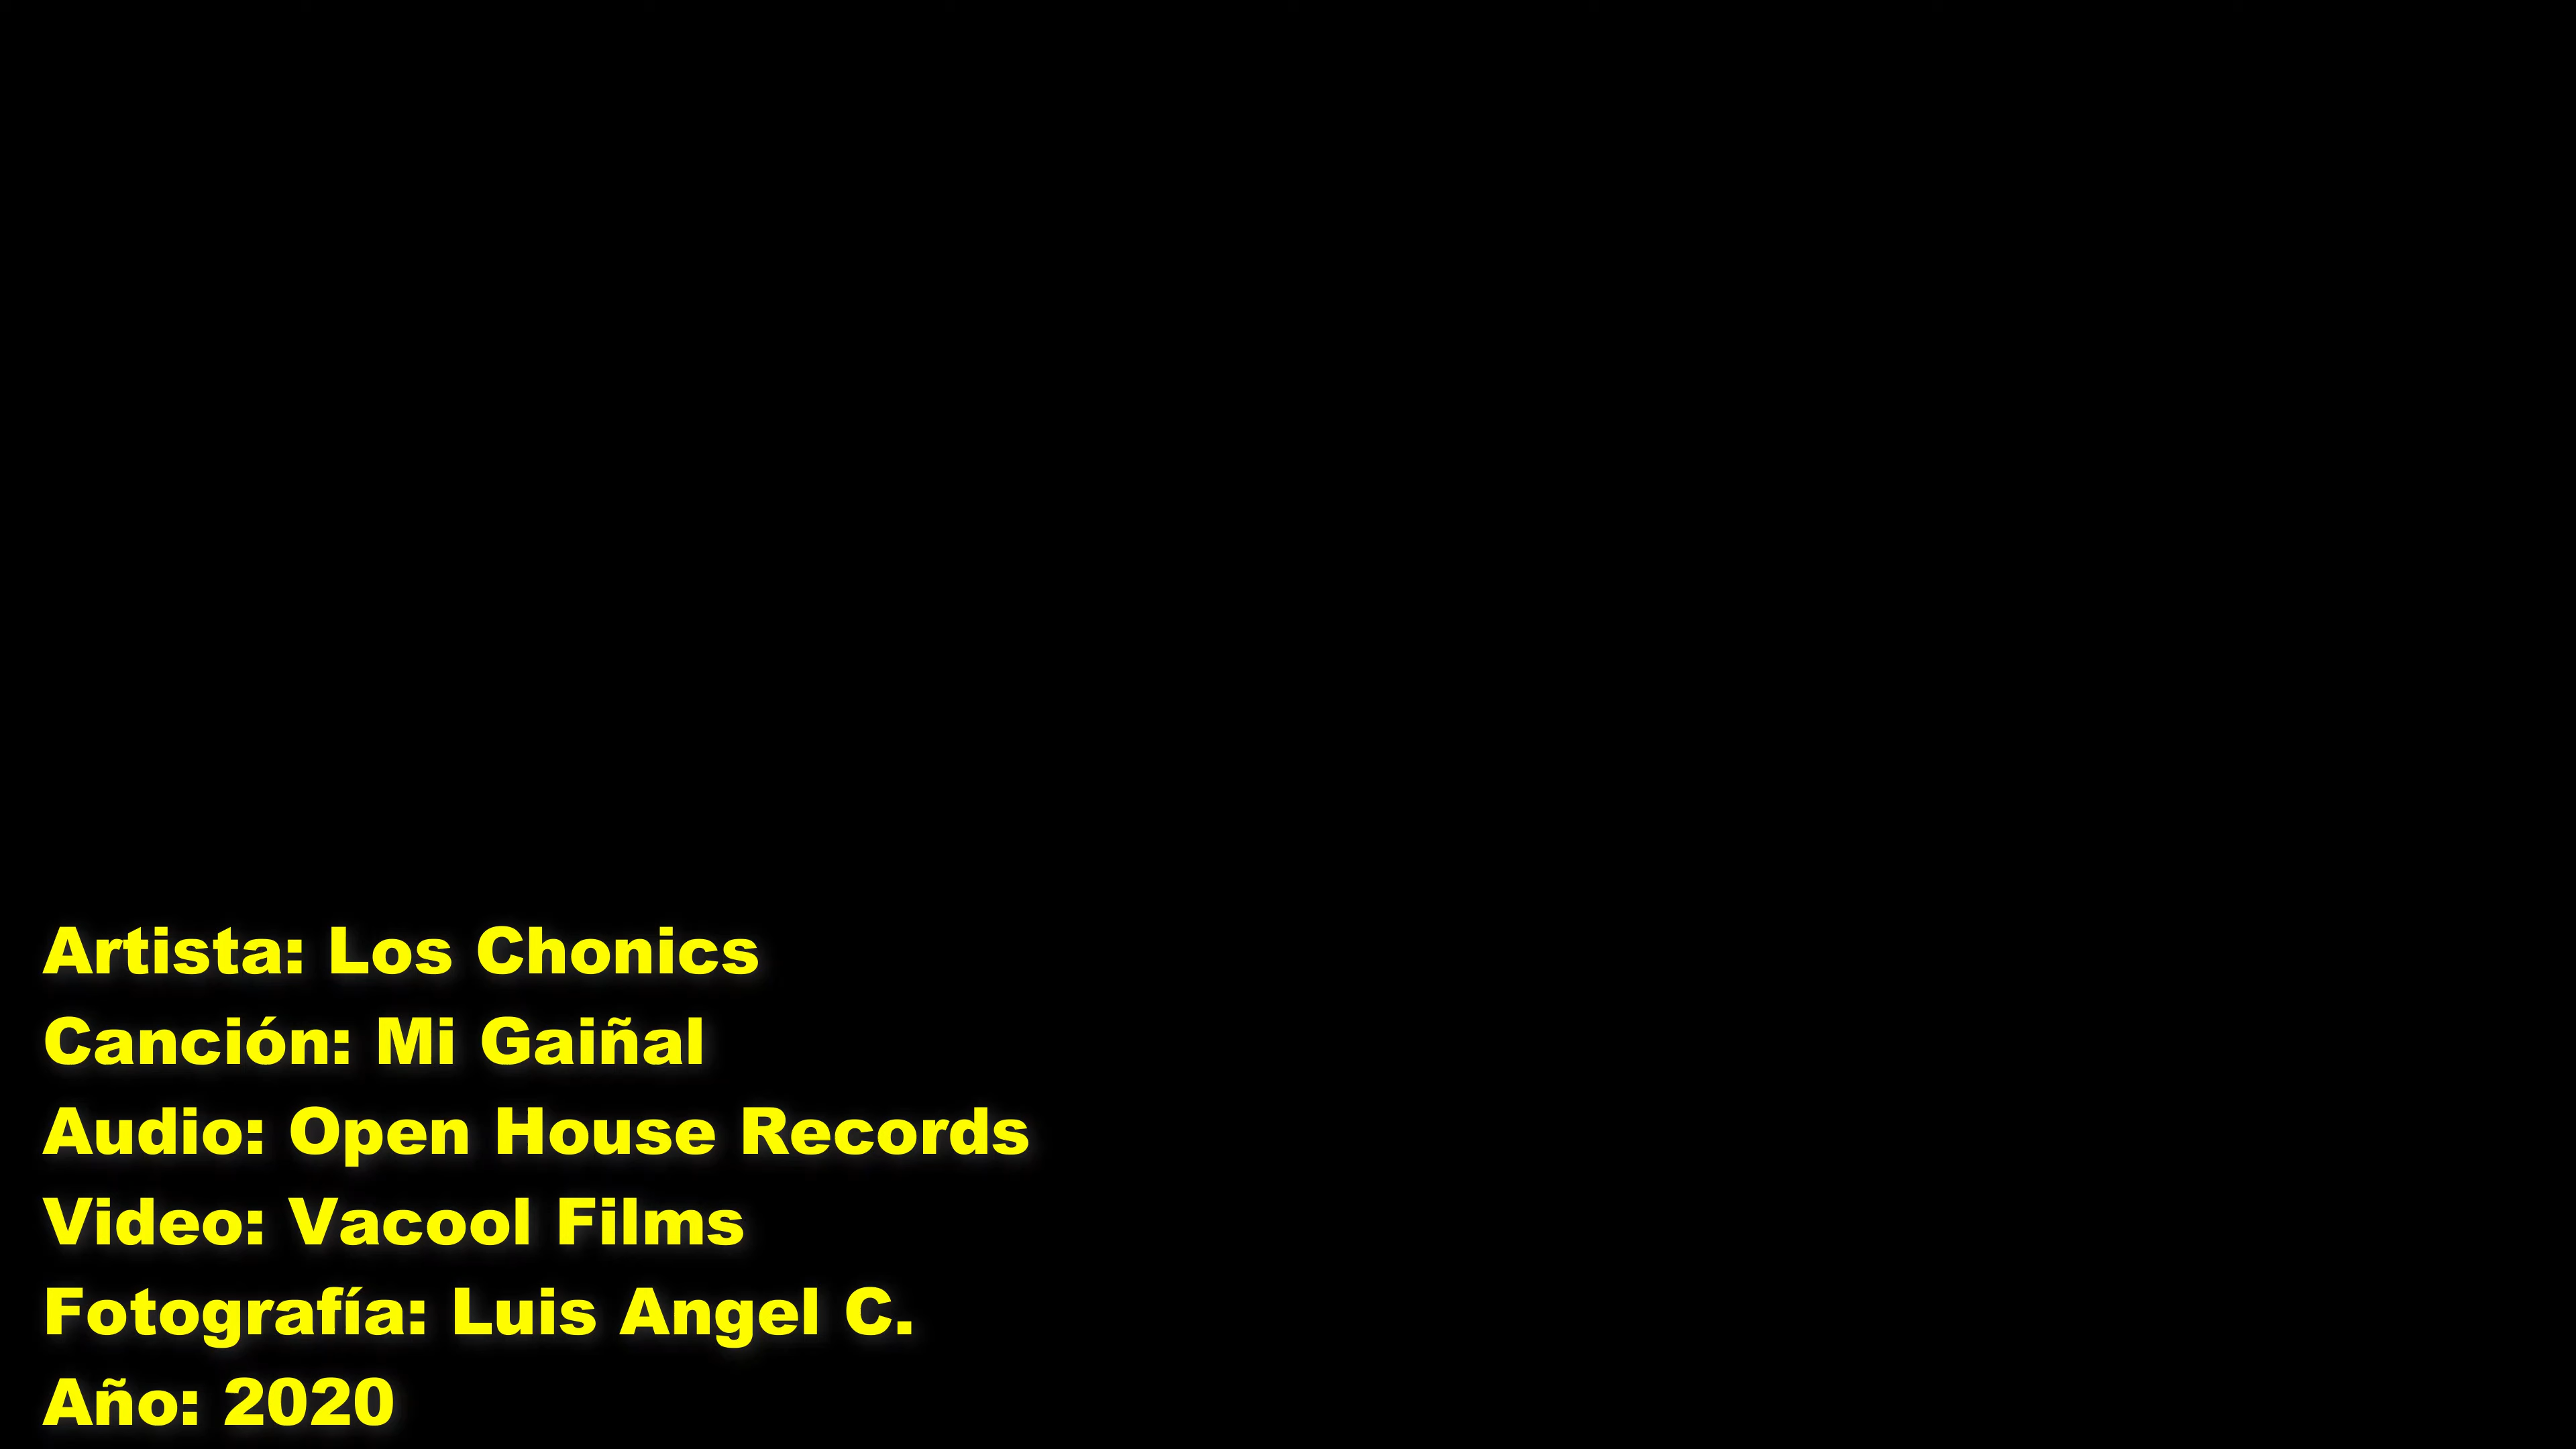 Artista: Los Chonics
Canción: Mi Gaiñal
Audio: Open House Records
Video: Vacool Films
Fotografía: Luis Angel C.
Año: 2020